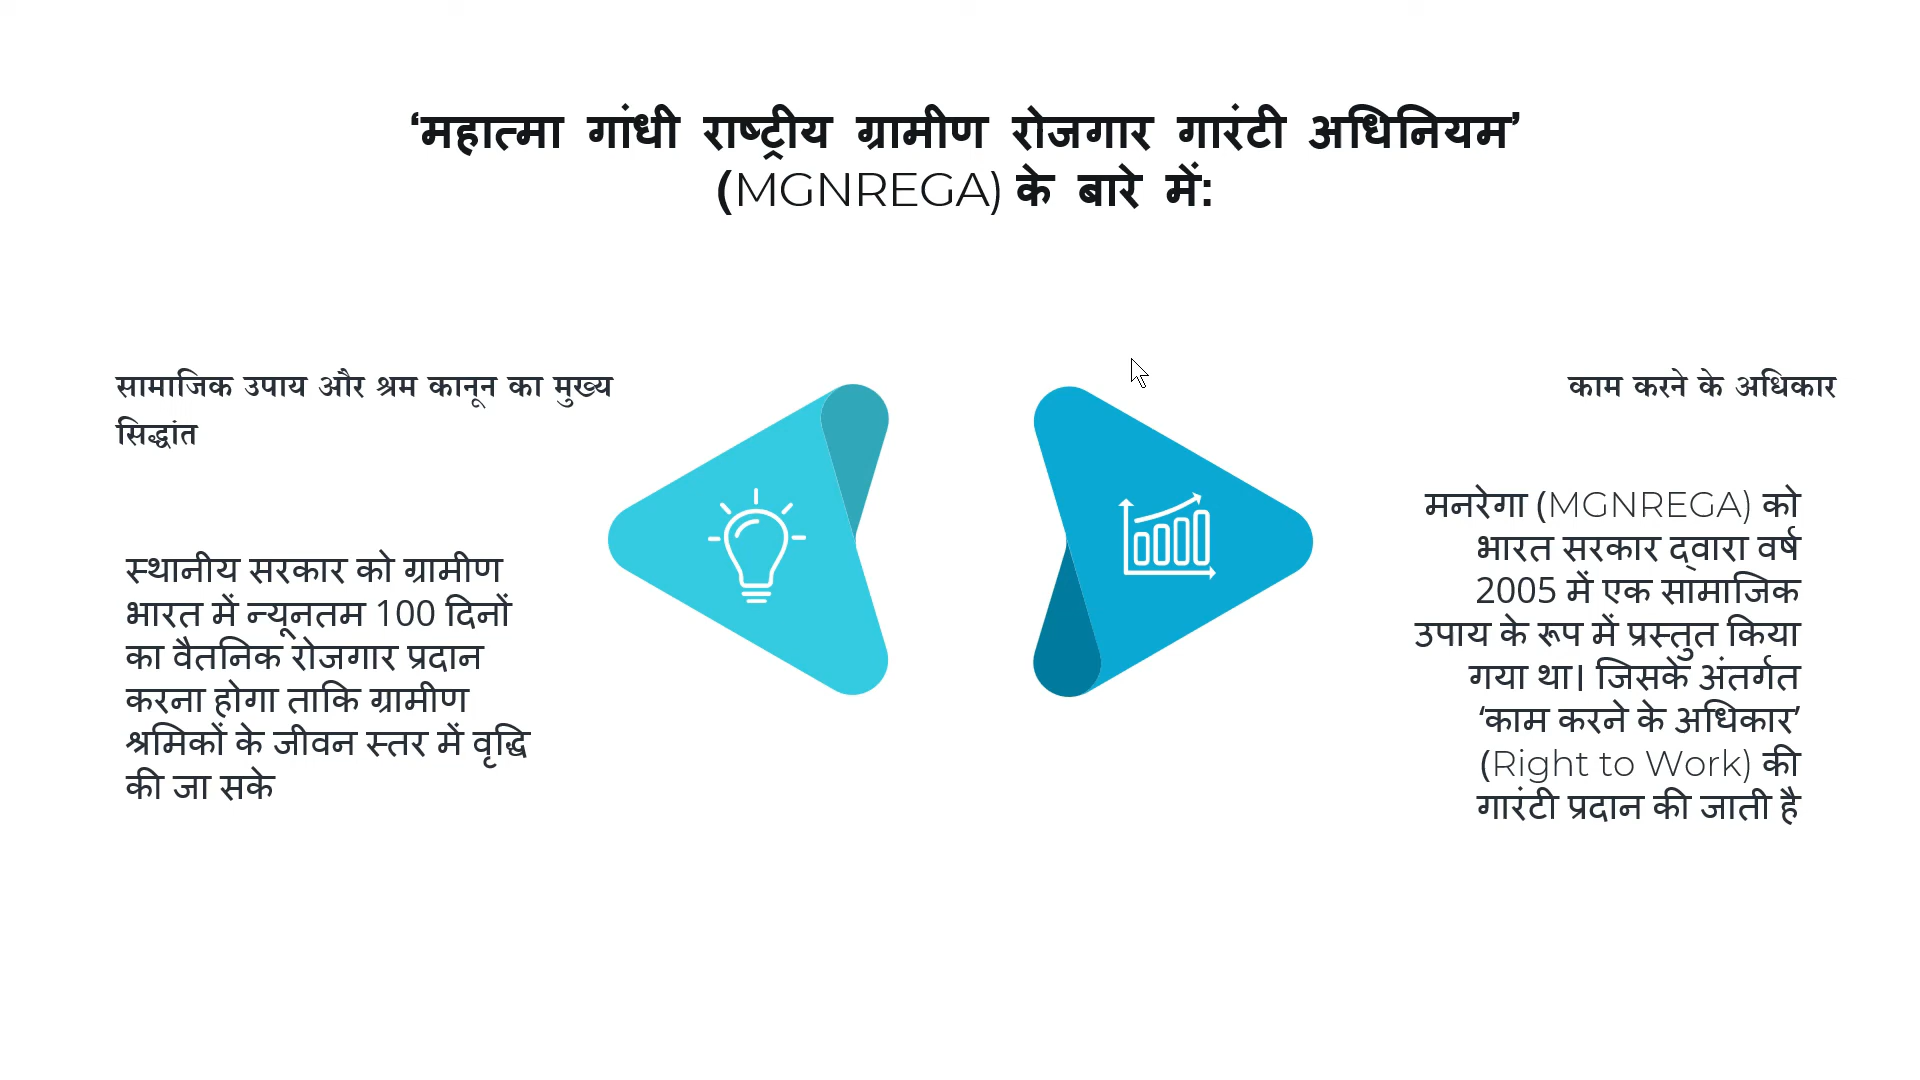 ‘महात्मा गांधी राष्ट्रीय ग्रामीण रोजगार गारंटी अधिनियम’
(MGNREGA) के बारे में:
सामाजिक उपाय और श्रम कानून का मुख्य
सिद्धांत
स्थानीय सरकार को ग्रामीण
भारत में न्यूनतम 100 दिनों
का वैतनिक रोजगार प्रदान
करना होगा ताकि ग्रामीण
श्रमिकों के जीवन स्तर में वृद्धि
की जा सके
काम करने के अधिकार
मनरेगा (MGNREGA) को
भारत सरकार द्वारा वर्ष
2005 में एक सामाजिक
उपाय के रूप में प्रस्तुत किया
गया था। जिसके अंतर्गत
‘काम करने के अधिकार’
(Right to Work) की
गारंटी प्रदान की जाती है